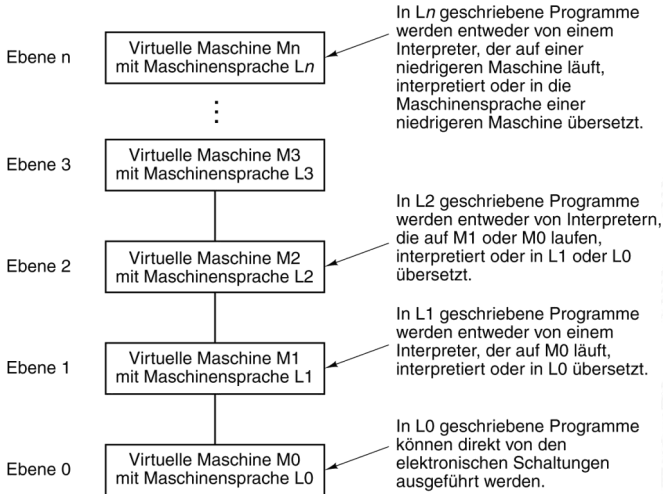 Ebene n
Virtuelle Maschine Mn
mit Maschinensprache Ln
In Ln geschriebene Programme
werden entweder von einem
Interpreter, der auf einer
niedrigeren Maschine läuft,
interpretiert oder in die
Maschinensprache einer
niedrigeren Maschine übersetzt.
Ebene 3
Virtuelle Maschine M3
mit Maschinensprache L3
Ebene 2
Virtuelle Maschine M2
mit Maschinensprache L2
In L2 geschriebene Programme
werden entweder von Interpretern,
die auf M1 oder M0 laufen,
interpretiert oder in L1 oder L0
übersetzt.
Ebene 1
Virtuelle Maschine M1
mit Maschinensprache L1
In L1 geschriebene Programme
werden entweder von einem
Interpreter, der auf M0 läuft,
interpretiert oder in L0 übersetzt.
Ebene 0
Virtuelle Maschine M0
mit Maschinensprache L0
In L0 geschriebene Programme
können direkt von den
elektronischen Schaltungen
ausgeführt werden.